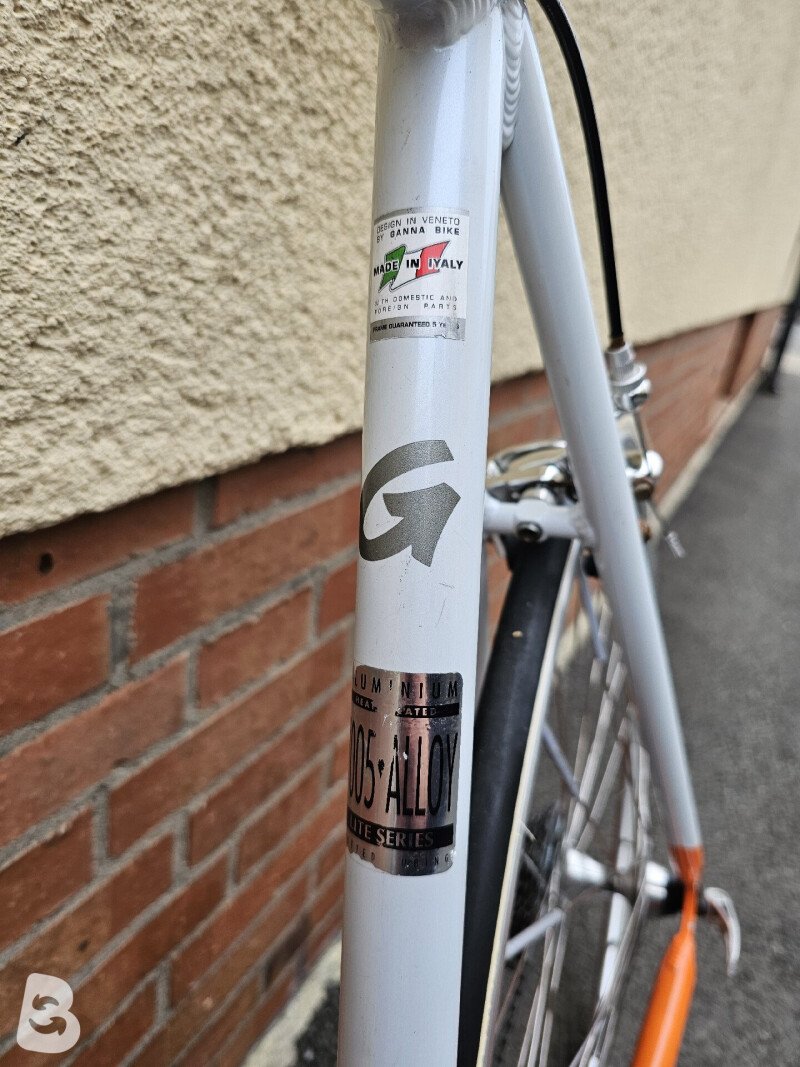 DESIGN IN VENETO
BY GANNA BIKE
MADE IN ITALY
WITH DOMESTIC AND
FOREIGN PARTS
FRAME GUARANTEED 5 YEARS
G
ALUMINIUM
005 ALLOY
LITE SERIES
B